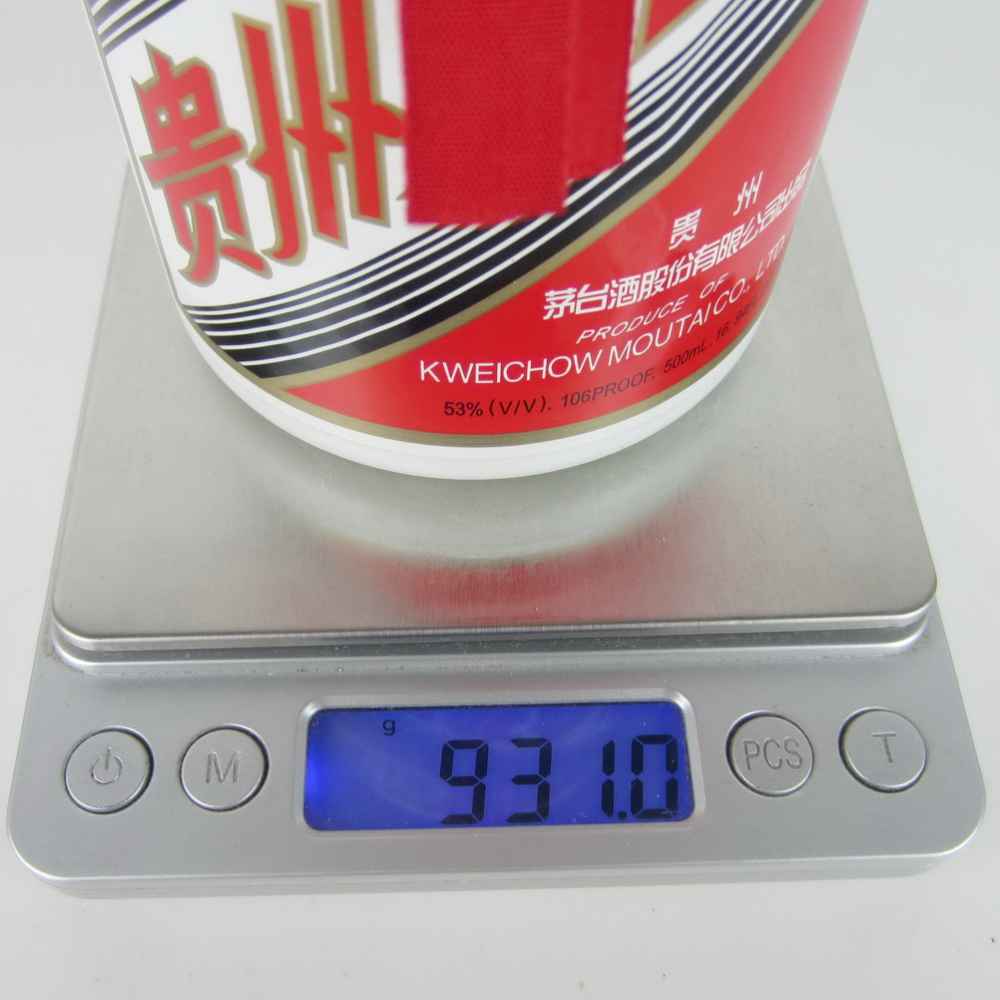 贵州
贵州
茅台酒股份有限公司出品
PRODUCE OF
KWEICHOW MOUTAI CO., LTD
53% (V/V). 106PROOF. 500mL.
g
931.0
M
PCS
T